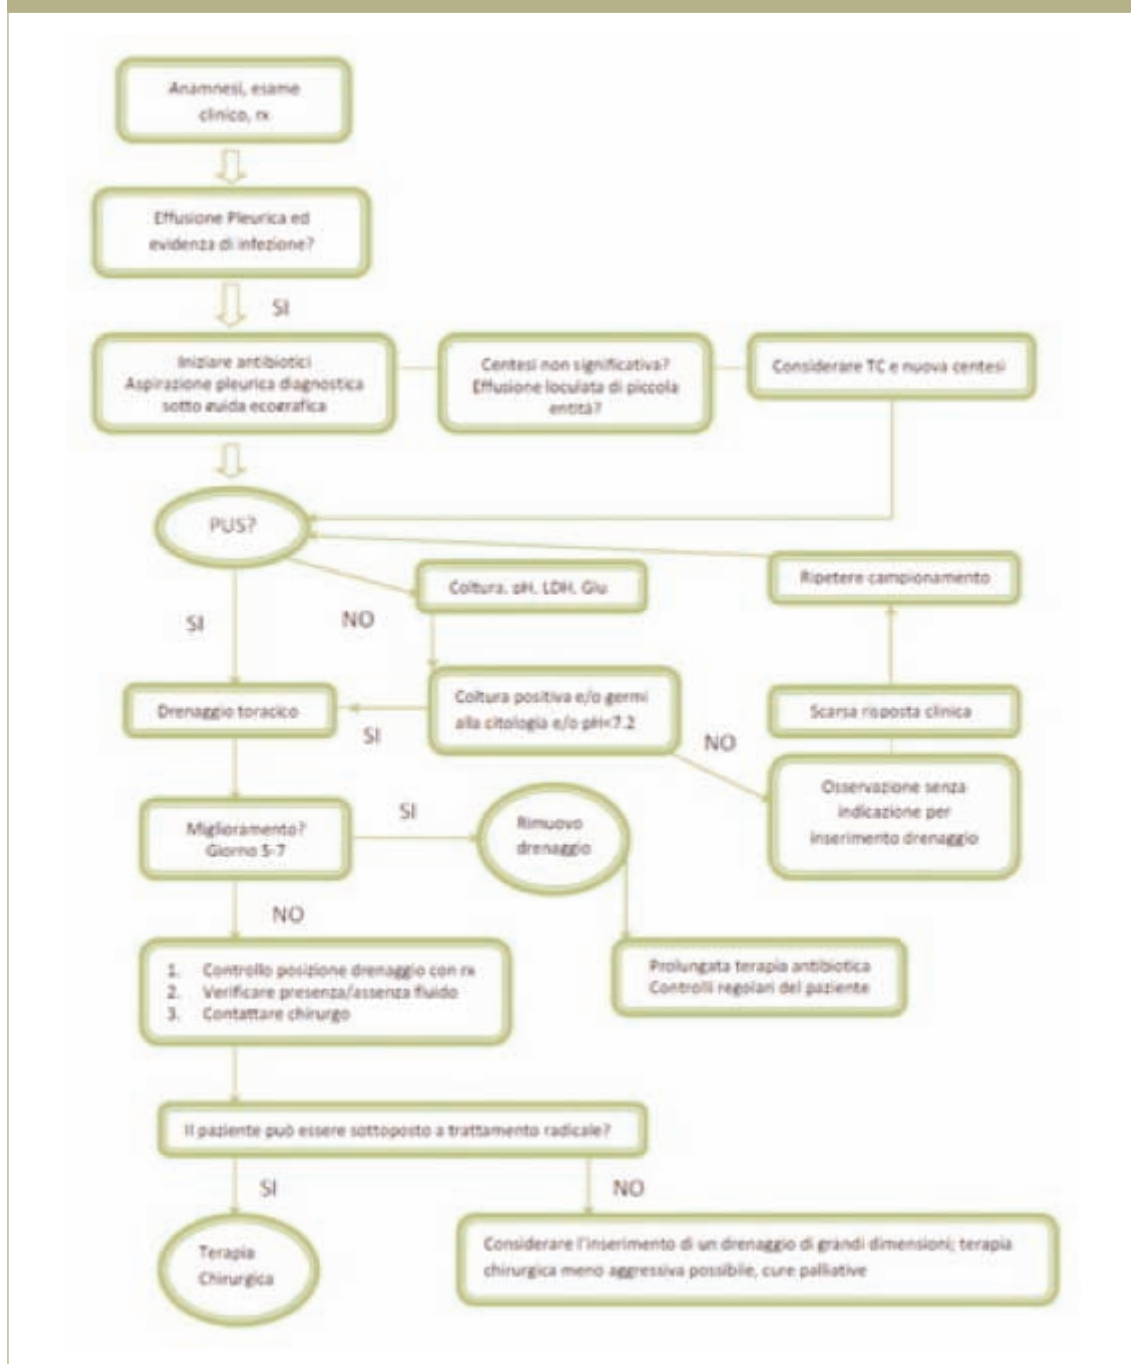 Anamnesi, esame
clinico, rx
Effusione Pleurica ed
evidenza di infezione?
SI
Iniziare antibiotici
Aspirazione pleurica diagnostica
sotto guida ecografica
Centesi non significativa?
Effusione loculata di piccola
entità?
Considerare TC e nuova centesi
PUS?
Ripetere campionamento
Coltura, pH, LDH, Glu
SI
NO
Drenaggio toracico
Coltura positiva e/o germi
alla citologia e/o pH<7.2
Scarsa risposta clinica
SI
NO
Osservazione senza
indicazione per
inserimento drenaggio
Miglioramento?
Giorno 5-7
SI
Rimuovo
drenaggio
NO
1. Controllo posizione drenaggio con rx
2. Verificare presenza/assenza fluido
3. Contattare chirurgo
Prolungata terapia antibiotica
Controlli regolari del paziente
Il paziente può essere sottoposto a trattamento radicale?
SI
NO
Terapia
Chirurgica
Considerare l'inserimento di un drenaggio di grandi dimensioni; terapia
chirurgica meno aggressiva possibile, cure palliative